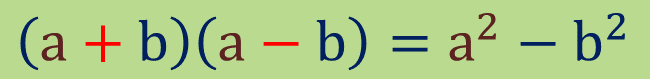 (a + b)(a − b) = a² − b²